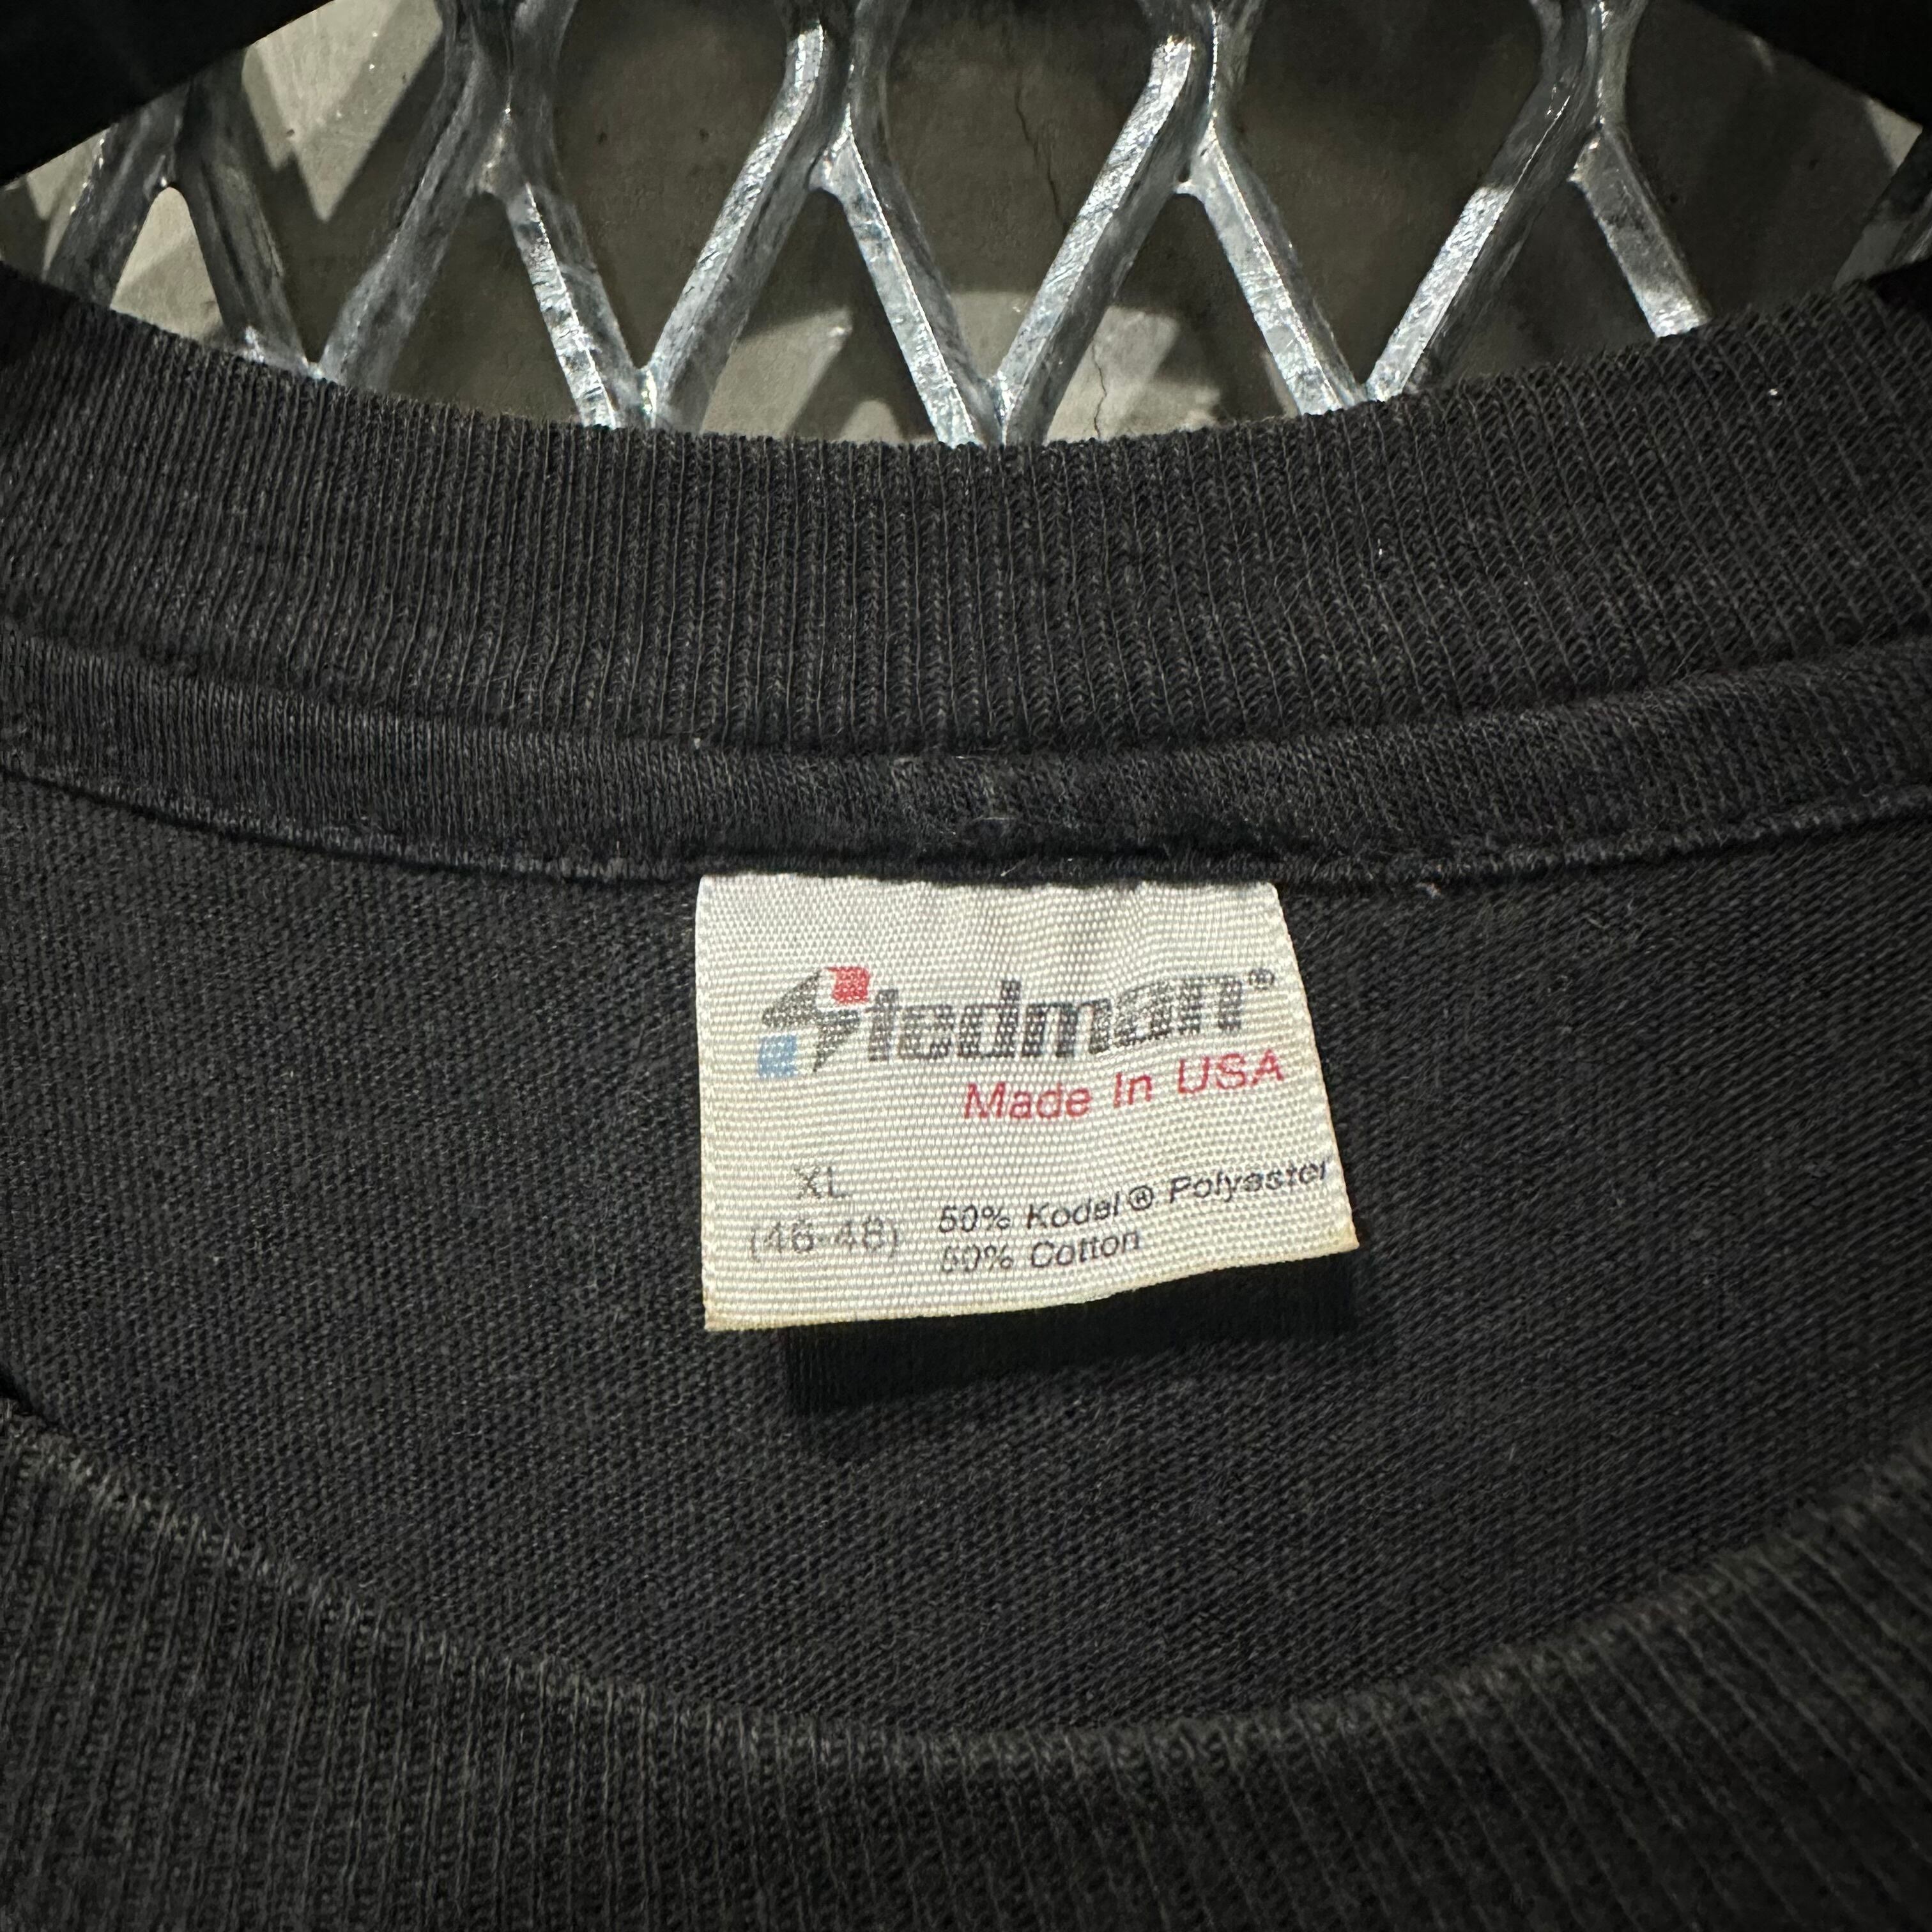 Stedman®
Made In USA
XL
(46-48)
50% Kodel® Polyester
50% Cotton